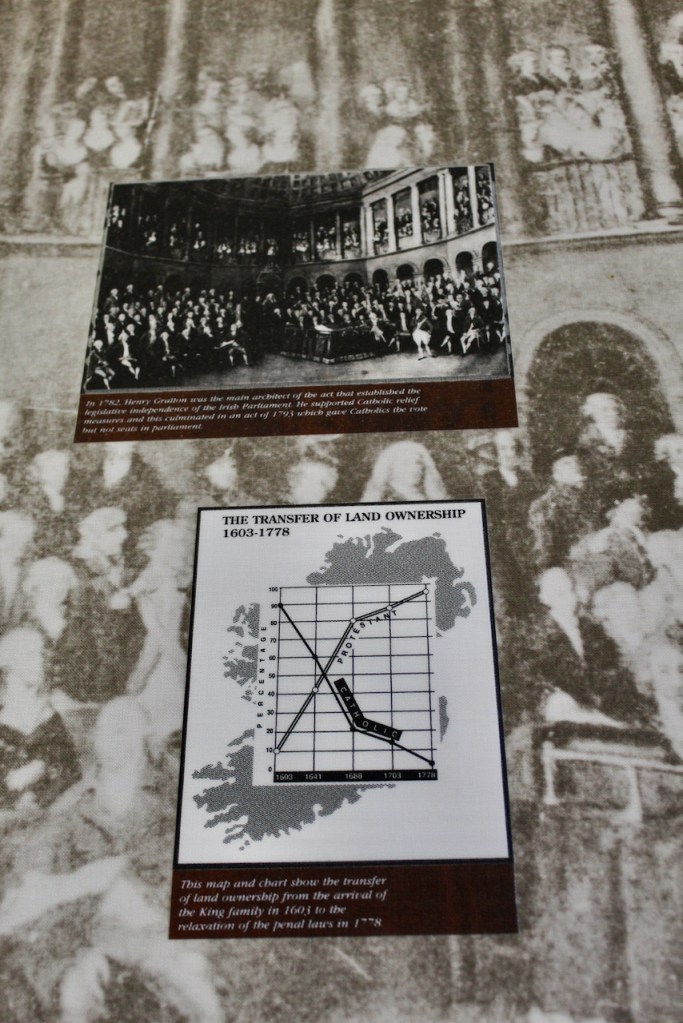 In 1782, Henry Grattan was the main architect of the act that established the
legislative independence of the Irish Parliament. He supported Catholic relief
measures and this culminated in an act of 1793 which gave Catholics the vote
but not seats in parliament.
THE TRANSFER OF LAND OWNERSHIP
1603-1778
100
90
80
70
60
50
40
30
20
10
0
PERCENTAGE
PROTESTANT
CATHOLIC
1603 1641 1688 1703 1778
This map and chart show the transfer
of land ownership from the arrival of
the King family in 1603 to the
relaxation of the penal laws in 1778